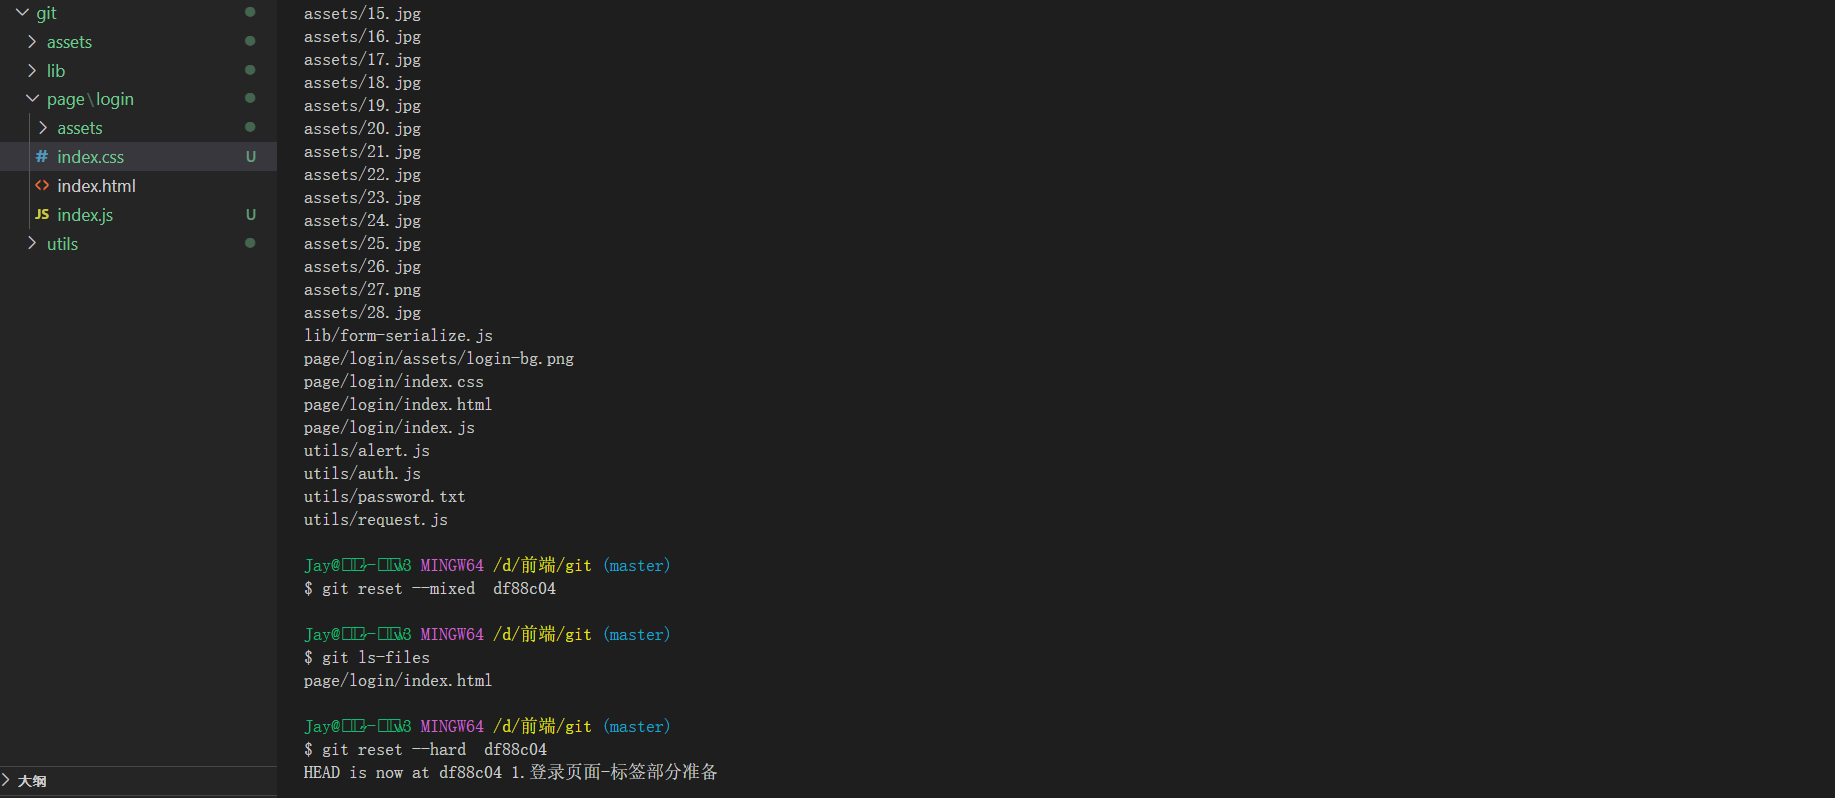 git
assets
lib
page\login
assets
# index.css U
<> index.html
JS index.js U
utils
大纲
assets/15.jpg
assets/16.jpg
assets/17.jpg
assets/18.jpg
assets/19.jpg
assets/20.jpg
assets/21.jpg
assets/22.jpg
assets/23.jpg
assets/24.jpg
assets/25.jpg
assets/26.jpg
assets/27.png
assets/28.jpg
lib/form-serialize.js
page/login/assets/login-bg.png
page/login/index.css
page/login/index.html
page/login/index.js
utils/alert.js
utils/auth.js
utils/password.txt
utils/request.js
Jay@ MINGW64 /d/前端/git (master)
$ git reset --mixed  df88c04
Jay@ MINGW64 /d/前端/git (master)
$ git ls-files
page/login/index.html
Jay@ MINGW64 /d/前端/git (master)
$ git reset --hard  df88c04
HEAD is now at df88c04 1.登录页面-标签部分准备